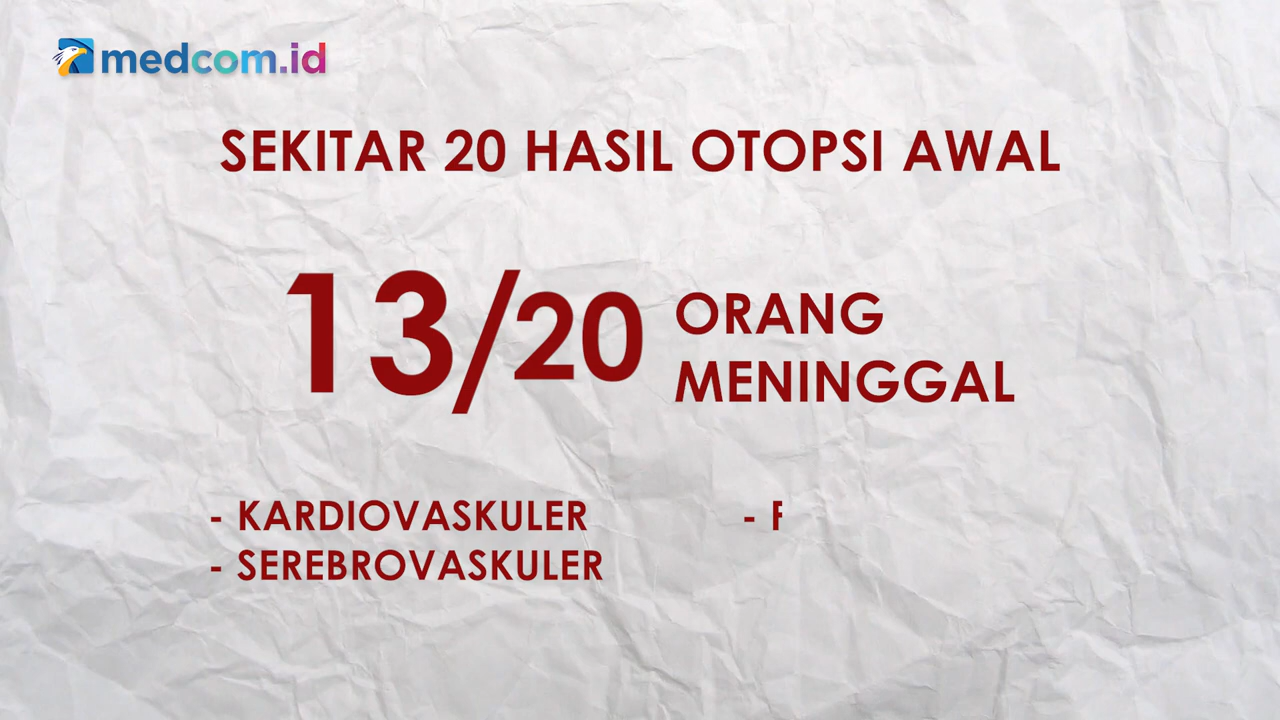 medcom.id
SEKITAR 20 HASIL OTOPSI AWAL
13/20 ORANG
MENINGGAL
- KARDIOVASKULER
- SEREBROVASKULER
-